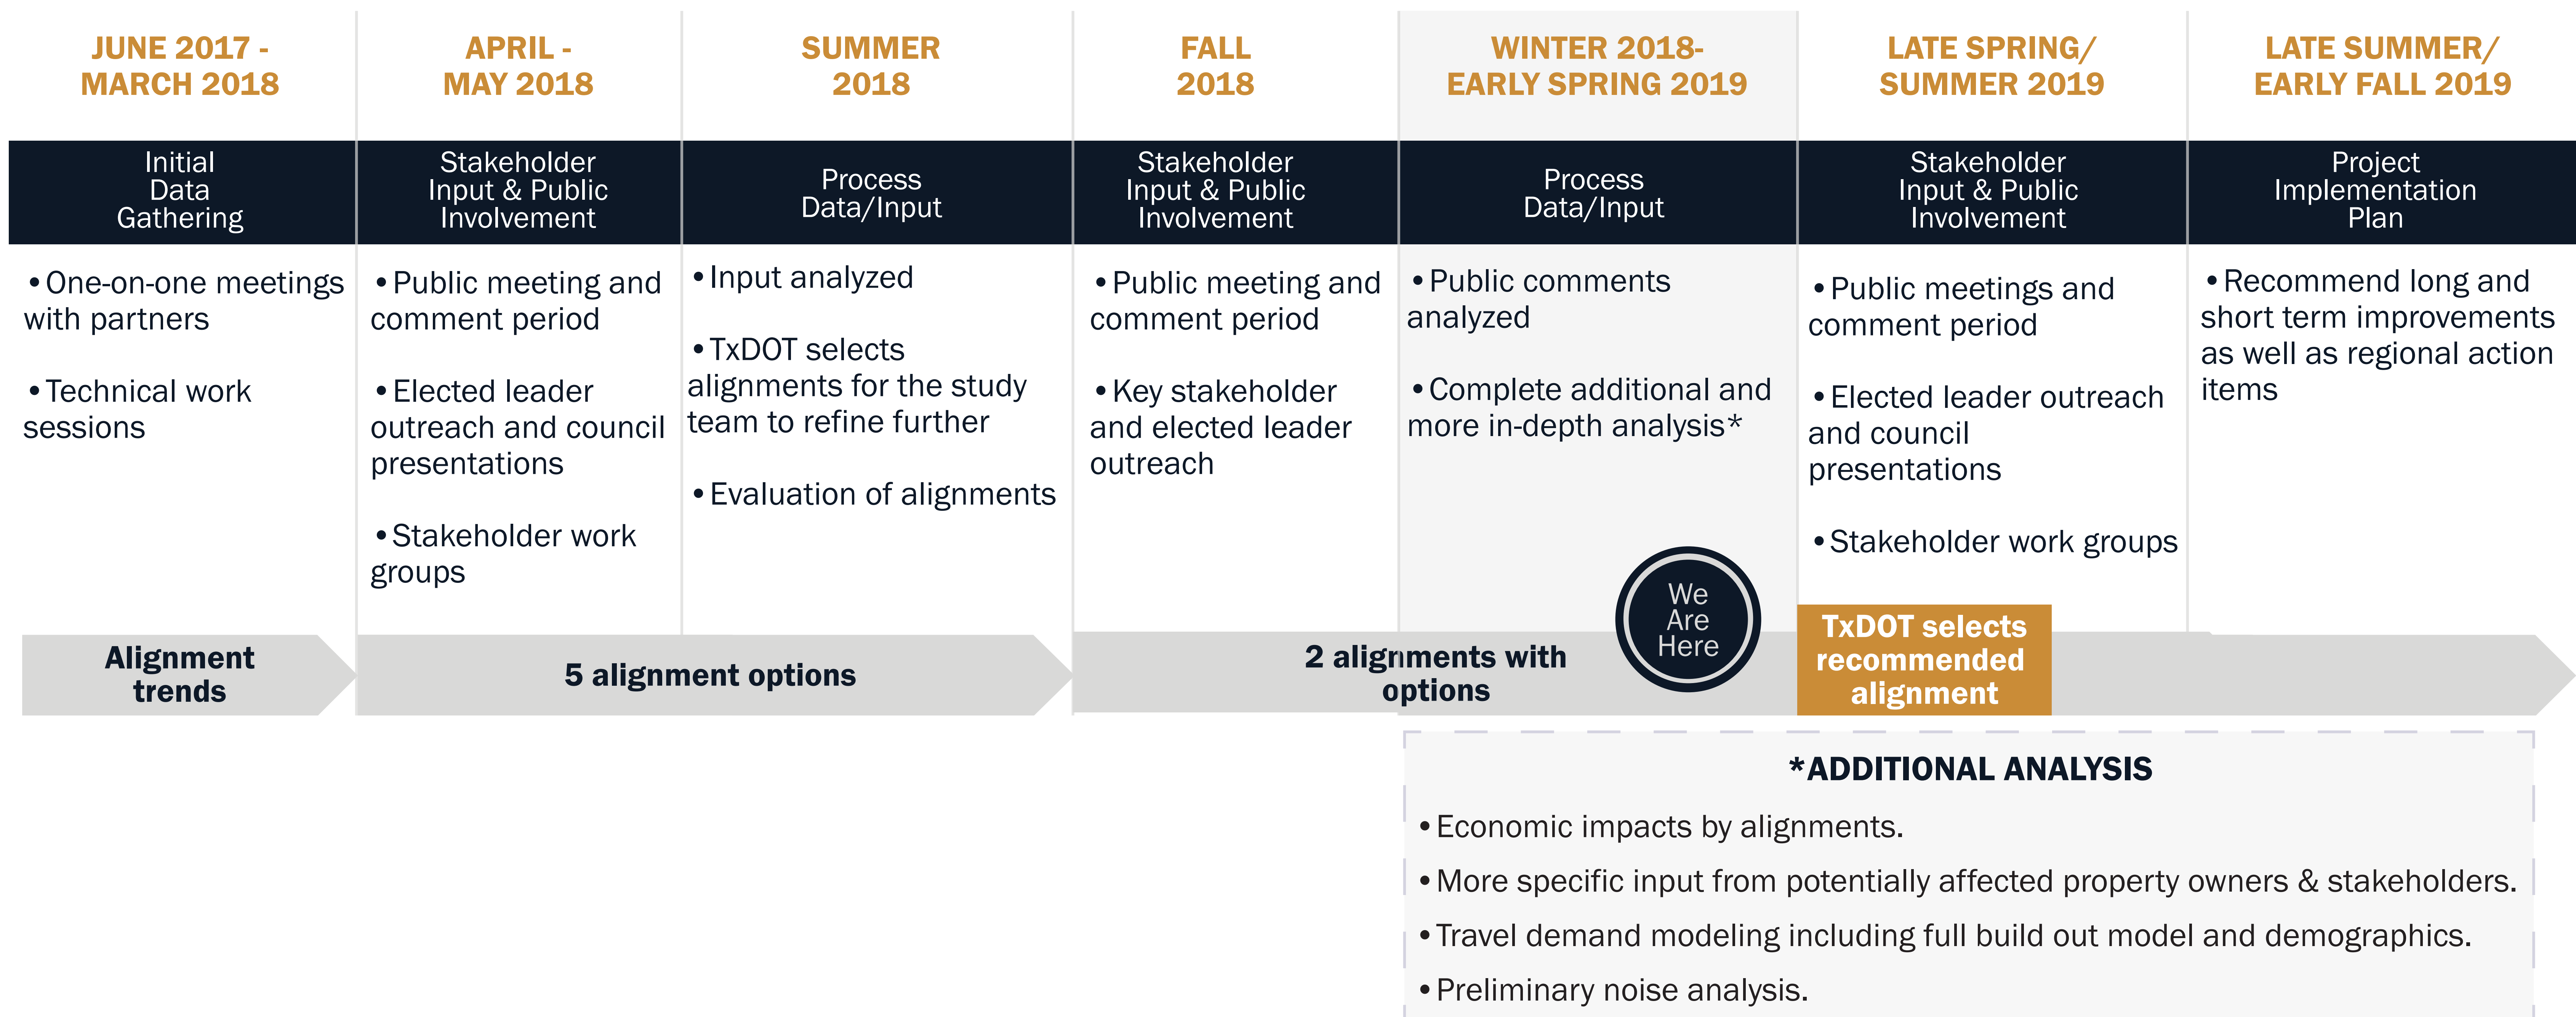 JUNE 2017 -
MARCH 2018
APRIL -
MAY 2018
SUMMER
2018
FALL
2018
WINTER 2018-
EARLY SPRING 2019
LATE SPRING/
SUMMER 2019
LATE SUMMER/
EARLY FALL 2019
Initial
Data
Gathering
Stakeholder
Input & Public
Involvement
Process
Data/Input
Stakeholder
Input & Public
Involvement
Process
Data/Input
Stakeholder
Input & Public
Involvement
Project
Implementation
Plan
•One-on-one meetings
with partners
•Technical work
sessions
•Public meeting and
comment period
•Elected leader
outreach and council
presentations
•Stakeholder work
groups
•Input analyzed
•TxDOT selects
alignments for the study
team to refine further
•Evaluation of alignments
•Public meeting and
comment period
•Key stakeholder
and elected leader
outreach
•Public comments
analyzed
•Complete additional and
more in-depth analysis*
•Public meetings and
comment period
•Elected leader outreach
and council
presentations
•Stakeholder work groups
•Recommend long and
short term improvements
as well as regional action
items
Alignment
trends
5 alignment options
2 alignments with
options
We
Are
Here
TxDOT selects
recommended
alignment
*ADDITIONAL ANALYSIS
•Economic impacts by alignments.
•More specific input from potentially affected property owners & stakeholders.
•Travel demand modeling including full build out model and demographics.
•Preliminary noise analysis.